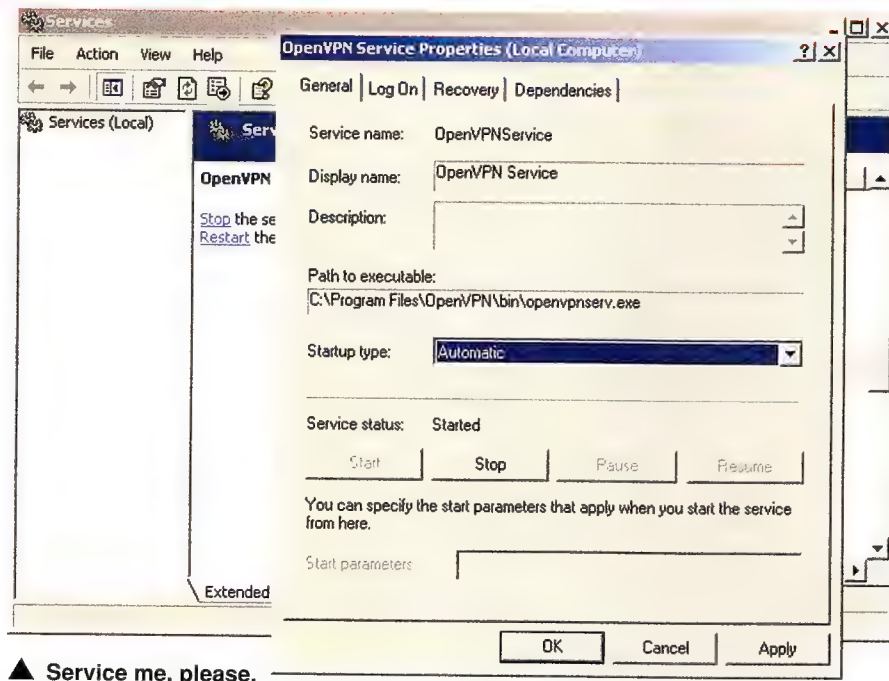 Services
File Action View Help
Services (Local)
Serv
OpenVPN
Stop the se
Restart the
Extended
OpenVPN Service Properties (Local Computer)
General Log On Recovery Dependencies
Service name: OpenVPNService
Display name: OpenVPN Service
Description:
Path to executable:
C:\Program Files\OpenVPN\bin\openvpnserv.exe
Startup type: Automatic
Service status: Started
Start Stop Pause Resume
You can specify the start parameters that apply when you start the service
from here.
Start parameters
OK Cancel Apply
▲ Service me, please.